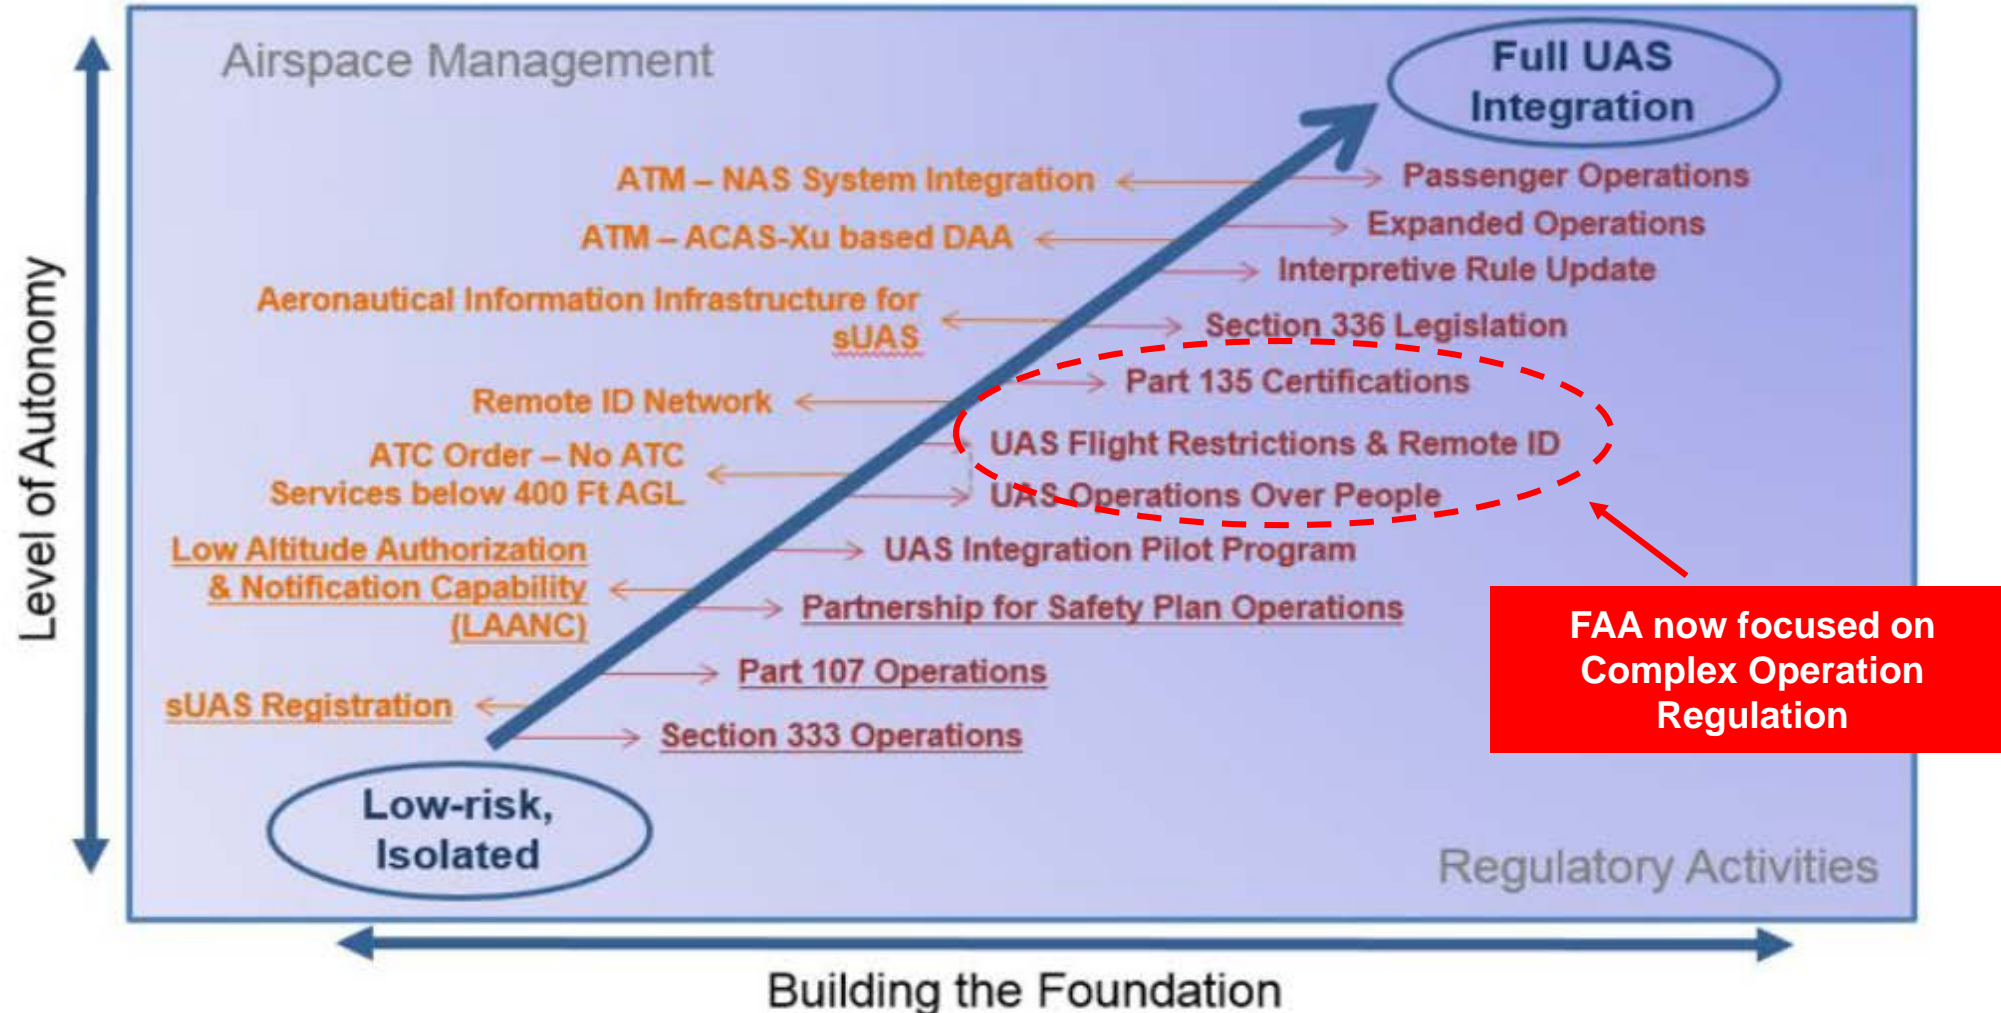 Airspace Management
Full UAS
Integration
ATM – NAS System Integration
Passenger Operations
ATM – ACAS-Xu based DAA
Expanded Operations
Interpretive Rule Update
Aeronautical Information Infrastructure for
sUAS
Section 336 Legislation
Part 135 Certifications
Remote ID Network
UAS Flight Restrictions & Remote ID
ATC Order – No ATC
Services below 400 Ft AGL
UAS Operations Over People
Low Altitude Authorization
& Notification Capability
(LAANC)
UAS Integration Pilot Program
Partnership for Safety Plan Operations
Part 107 Operations
sUAS Registration
Section 333 Operations
FAA now focused on
Complex Operation
Regulation
Low-risk,
Isolated
Regulatory Activities
Level of Autonomy
Building the Foundation